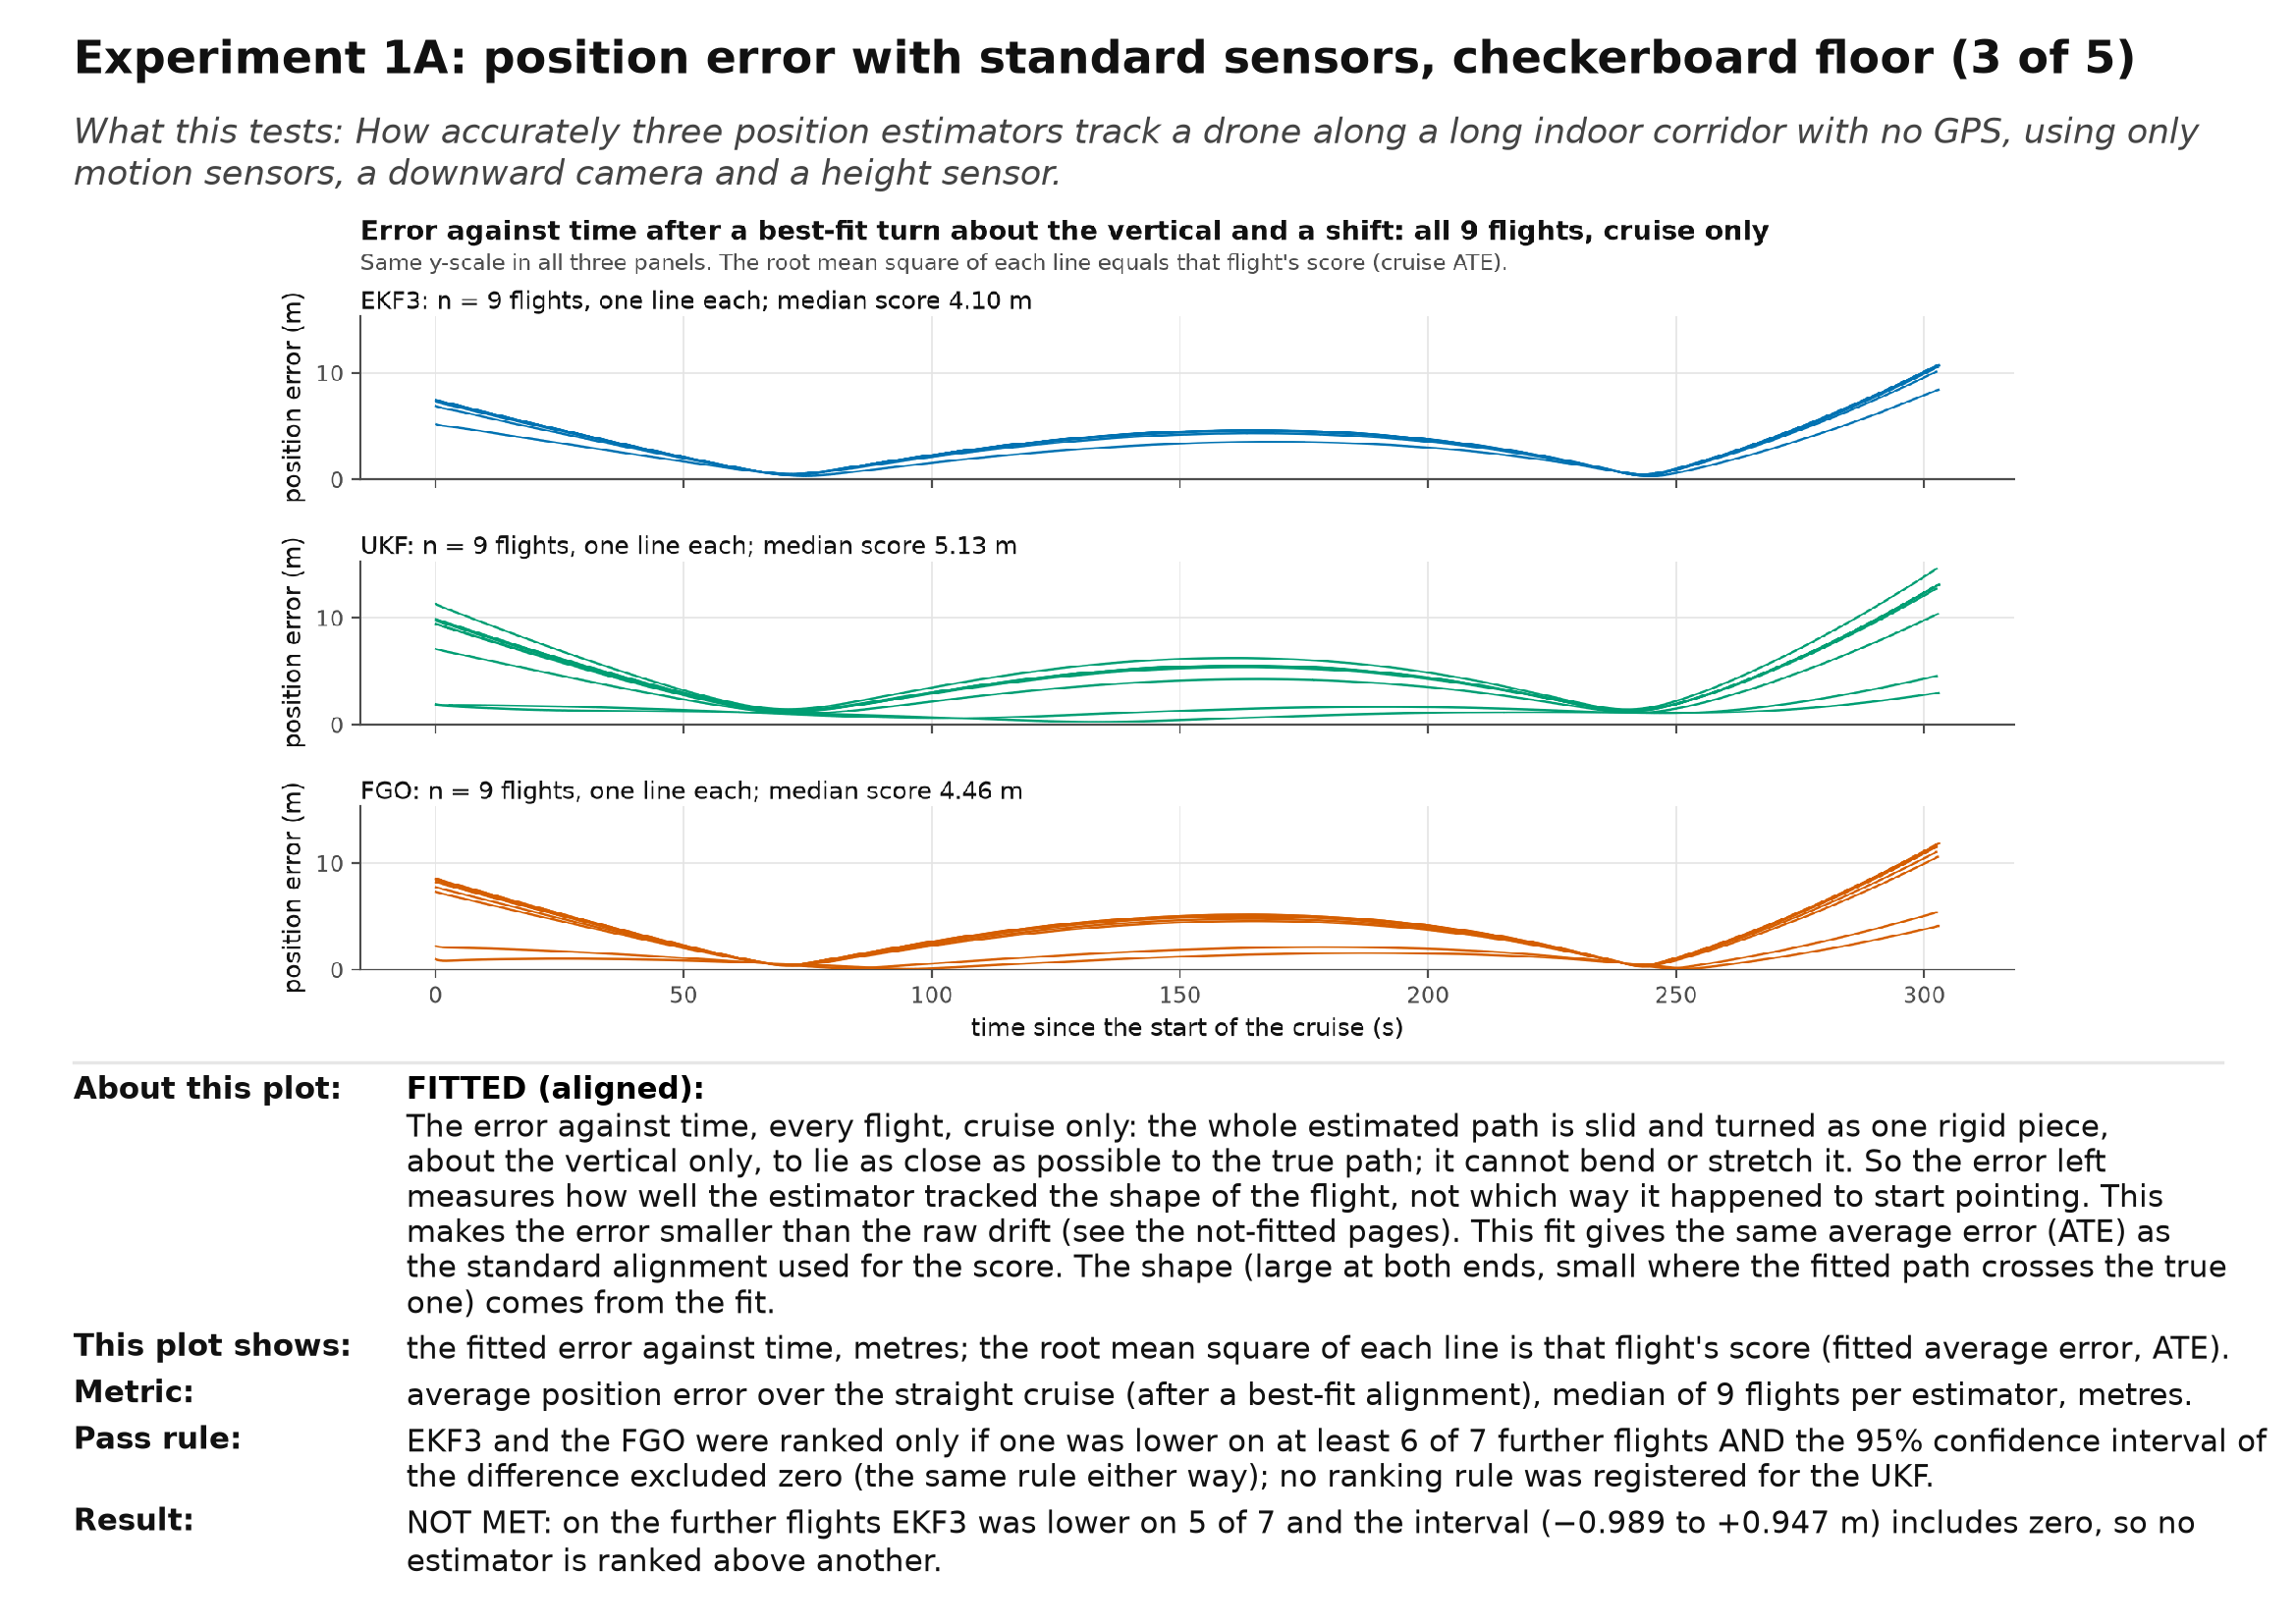 Experiment 1A: position error with standard sensors, checkerboard floor (3 of 5)
What this tests: How accurately three position estimators track a drone along a long indoor corridor with no GPS, using only
motion sensors, a downward camera and a height sensor.
Error against time after a best-fit turn about the vertical and a shift: all 9 flights, cruise only
Same y-scale in all three panels. The root mean square of each line equals that flight's score (cruise ATE).
EKF3: n = 9 flights, one line each; median score 4.10 m
position error (m)
10
0
UKF: n = 9 flights, one line each; median score 5.13 m
position error (m)
10
0
FGO: n = 9 flights, one line each; median score 4.46 m
position error (m)
10
0
0 50 100 150 200 250 300
time since the start of the cruise (s)
About this plot: FITTED (aligned):
The error against time, every flight, cruise only: the whole estimated path is slid and turned as one rigid piece,
about the vertical only, to lie as close as possible to the true path; it cannot bend or stretch it. So the error left
measures how well the estimator tracked the shape of the flight, not which way it happened to start pointing. This
makes the error smaller than the raw drift (see the not-fitted pages). This fit gives the same average error (ATE) as
the standard alignment used for the score. The shape (large at both ends, small where the fitted path crosses the true
one) comes from the fit.
This plot shows: the fitted error against time, metres; the root mean square of each line is that flight's score (fitted average error, ATE).
Metric: average position error over the straight cruise (after a best-fit alignment), median of 9 flights per estimator, metres.
Pass rule: EKF3 and the FGO were ranked only if one was lower on at least 6 of 7 further flights AND the 95% confidence interval of
the difference excluded zero (the same rule either way); no ranking rule was registered for the UKF.
Result: NOT MET: on the further flights EKF3 was lower on 5 of 7 and the interval (−0.989 to +0.947 m) includes zero, so no
estimator is ranked above another.